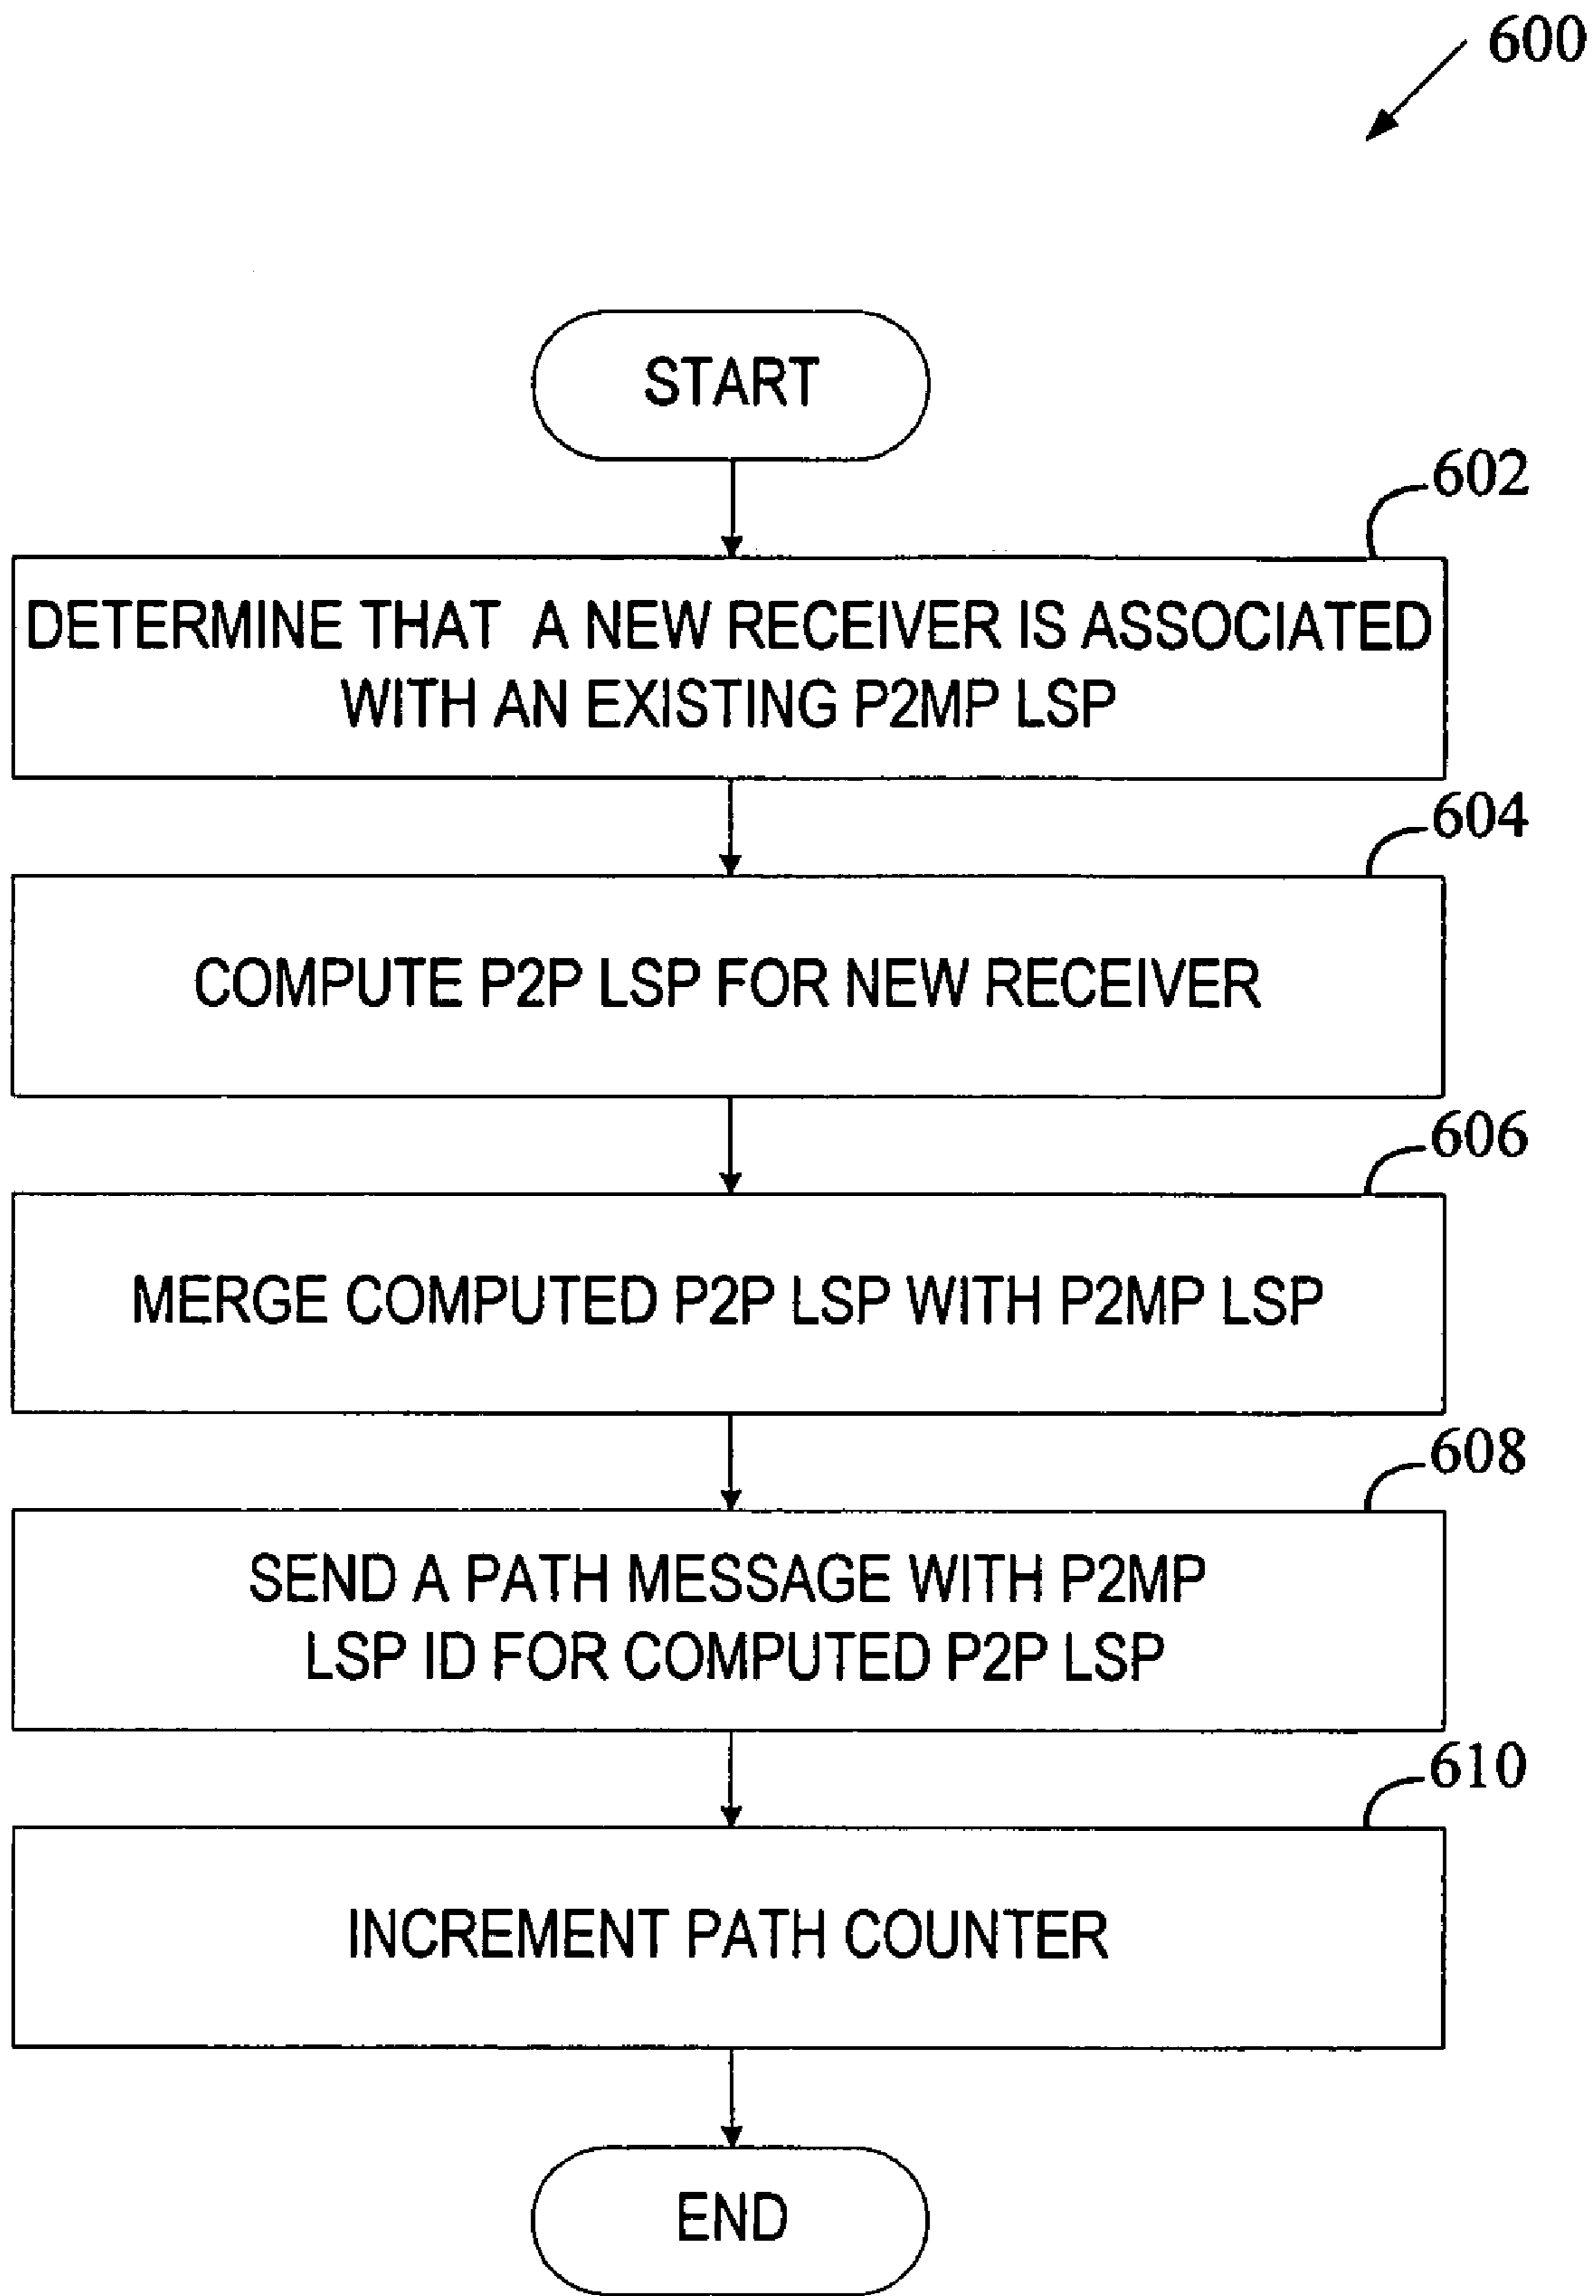 600
START
602
DETERMINE THAT A NEW RECEIVER IS ASSOCIATED
WITH AN EXISTING P2MP LSP
604
COMPUTE P2P LSP FOR NEW RECEIVER
606
MERGE COMPUTED P2P LSP WITH P2MP LSP
608
SEND A PATH MESSAGE WITH P2MP
LSP ID FOR COMPUTED P2P LSP
610
INCREMENT PATH COUNTER
END